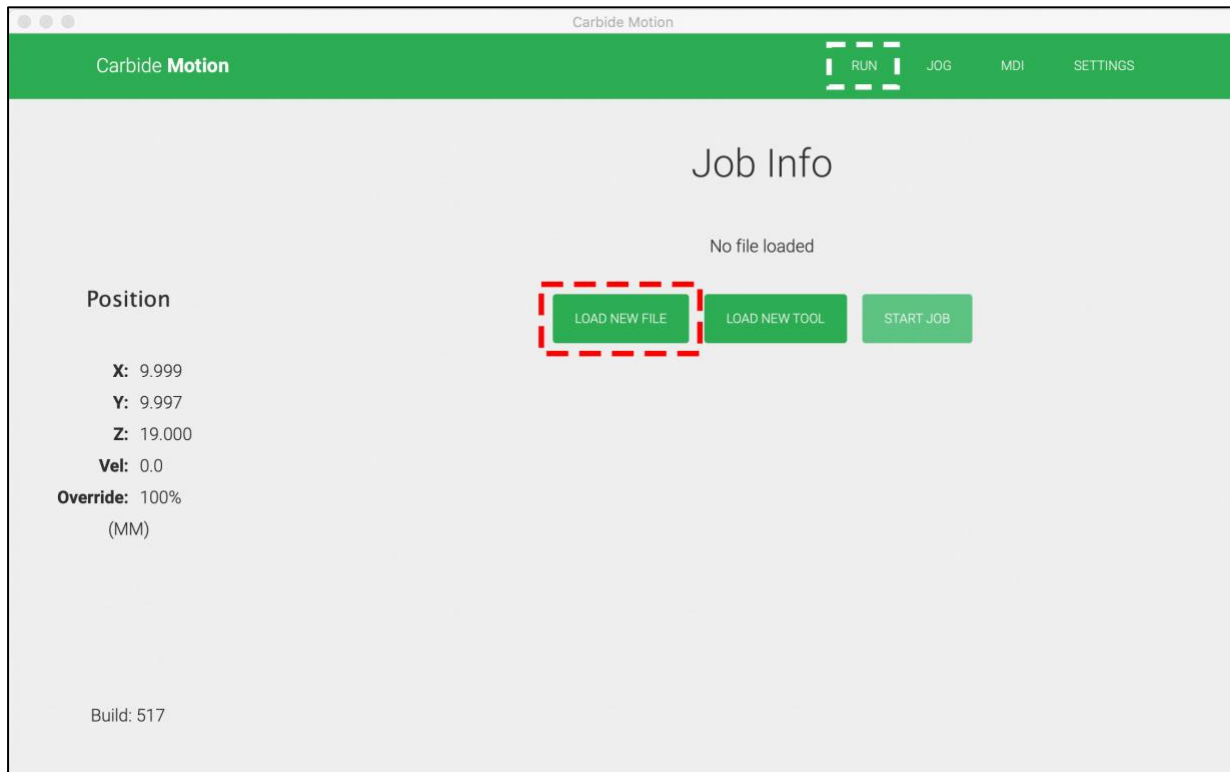 Carbide Motion
Carbide Motion
RUN JOG MDI SETTINGS
Job Info
No file loaded
LOAD NEW FILE LOAD NEW TOOL START JOB
Position
X: 9.999
Y: 9.997
Z: 19.000
Vel: 0.0
Override: 100%
(MM)
Build: 517